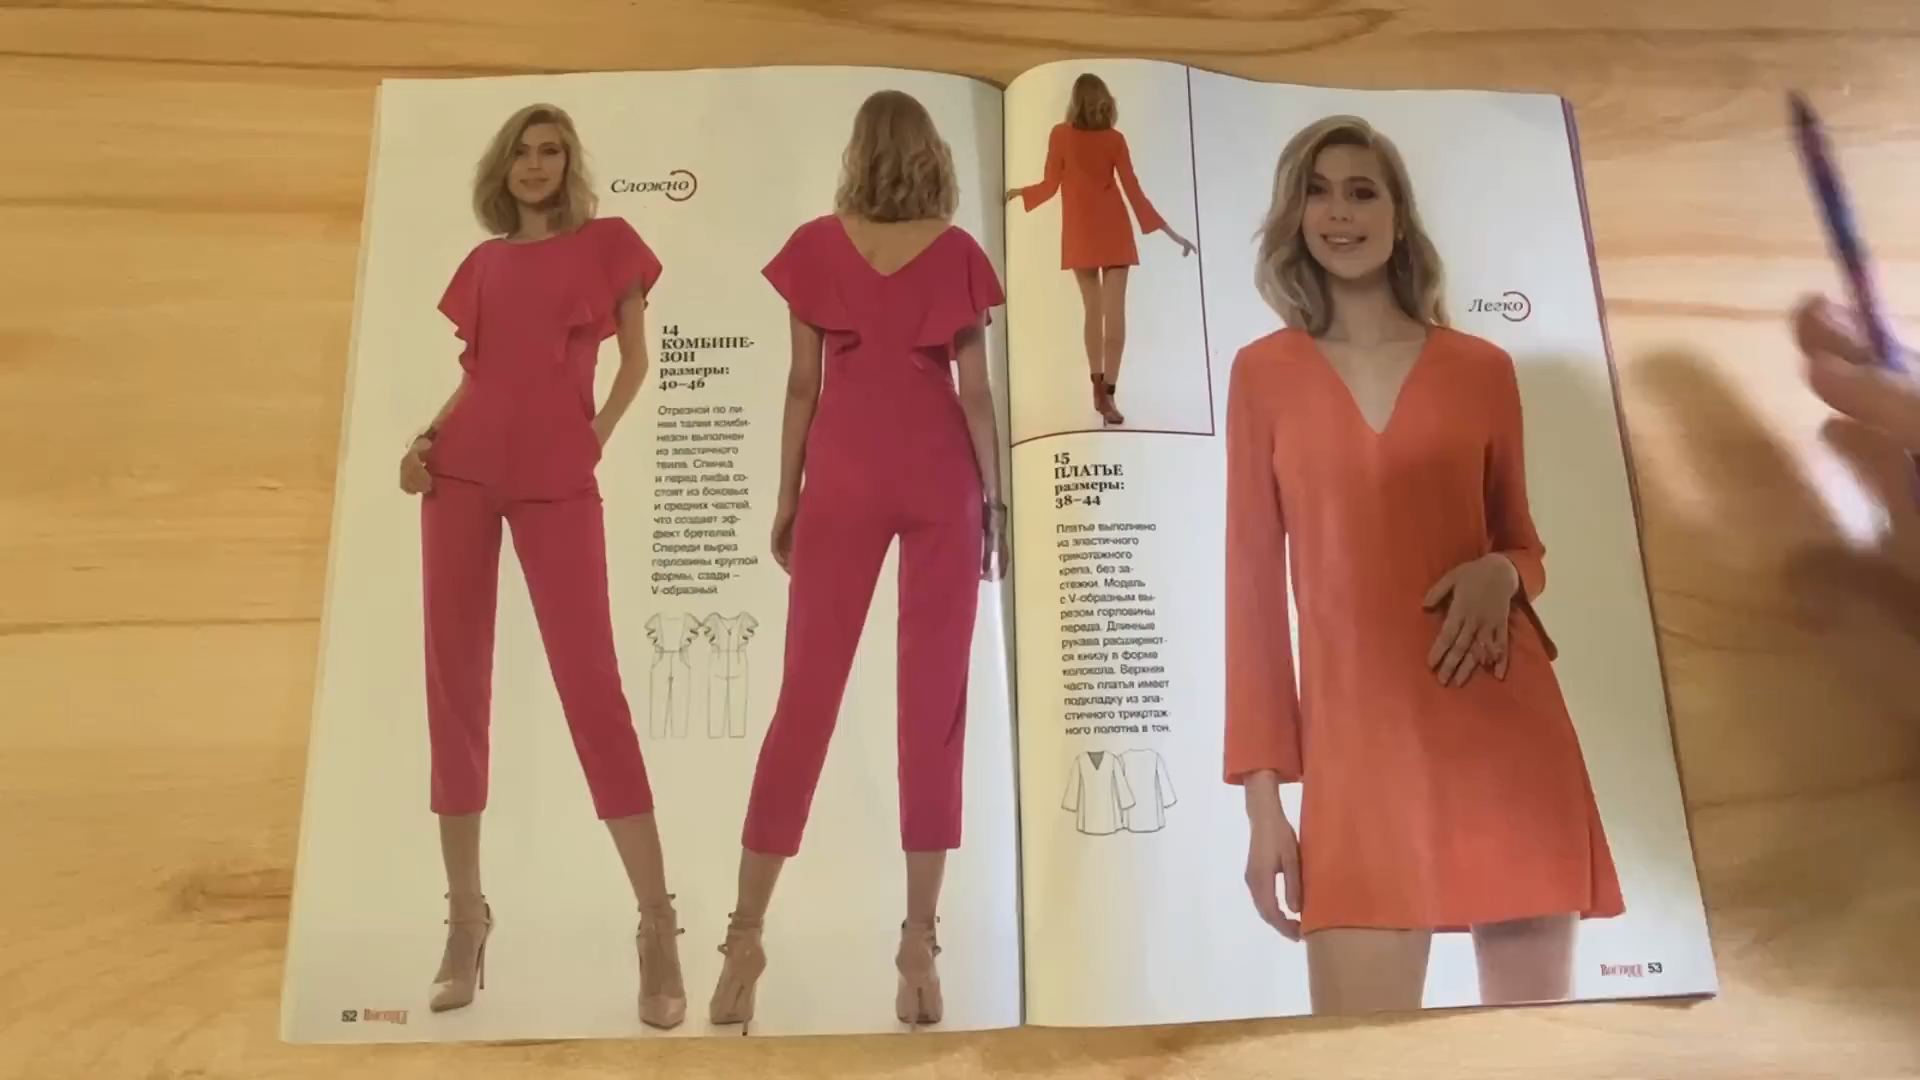 Сложно
14
КОМБИНЕ-
ЗОН
размеры:
40–46
Отрезной по ли-
нии талии комби-
незон выполнен
из эластичного
твила. Спинка
и перед лифа со-
стоят из боковых
и средних частей,
что создает эф-
фект бретелей.
Спереди вырез
горловины круглой
формы, сзади –
V-образный.
52 BOUTIQUE
15
ПЛАТЬЕ
размеры:
38–44
Платье выполнено
из эластичного
трикотажного
крепа, без за-
стежки. Модель
с V-образным вы-
резом горловины
переда. Длинные
рукава расширяют-
ся книзу в форме
колокола. Верхняя
часть платья имеет
подкладку из эла-
стичного трикотаж-
ного полотна в тон.
Легко
BOUTIQUE 53